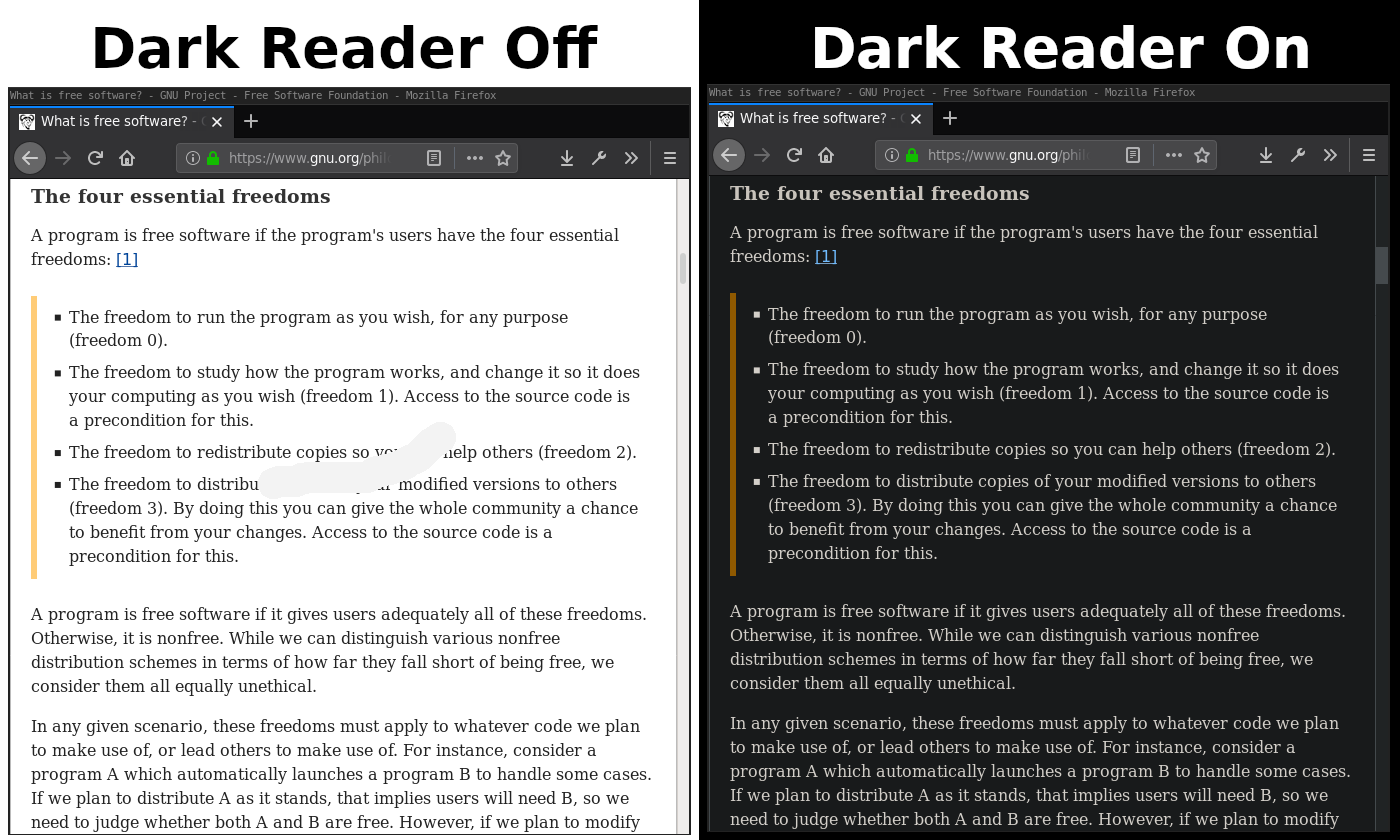 Dark Reader Off
What is free software? - GNU Project - Free Software Foundation - Mozilla Firefox
What is free software? -
https://www.gnu.org/phil
The four essential freedoms
A program is free software if the program's users have the four essential
freedoms: [1]
The freedom to run the program as you wish, for any purpose
(freedom 0).
The freedom to study how the program works, and change it so it does
your computing as you wish (freedom 1). Access to the source code is
a precondition for this.
The freedom to redistribute copies so help others (freedom 2).
The freedom to modified versions to others
(freedom 3). By doing this you can give the whole community a chance
to benefit from your changes. Access to the source code is a
precondition for this.
A program is free software if it gives users adequately all of these freedoms.
Otherwise, it is nonfree. While we can distinguish various nonfree
distribution schemes in terms of how far they fall short of being free, we
consider them all equally unethical.
In any given scenario, these freedoms must apply to whatever code we plan
to make use of, or lead others to make use of. For instance, consider a
program A which automatically launches a program B to handle some cases.
If we plan to distribute A as it stands, that implies users will need B, so we
need to judge whether both A and B are free. However, if we plan to modify
Dark Reader On
What is free software? - GNU Project - Free Software Foundation - Mozilla Firefox
What is free software? -
https://www.gnu.org/phil
The four essential freedoms
A program is free software if the program's users have the four essential
freedoms: [1]
The freedom to run the program as you wish, for any purpose
(freedom 0).
The freedom to study how the program works, and change it so it does
your computing as you wish (freedom 1). Access to the source code is
a precondition for this.
The freedom to redistribute copies so you can help others (freedom 2).
The freedom to distribute copies of your modified versions to others
(freedom 3). By doing this you can give the whole community a chance
to benefit from your changes. Access to the source code is a
precondition for this.
A program is free software if it gives users adequately all of these freedoms.
Otherwise, it is nonfree. While we can distinguish various nonfree
distribution schemes in terms of how far they fall short of being free, we
consider them all equally unethical.
In any given scenario, these freedoms must apply to whatever code we plan
to make use of, or lead others to make use of. For instance, consider a
program A which automatically launches a program B to handle some cases.
If we plan to distribute A as it stands, that implies users will need B, so we
need to judge whether both A and B are free. However, if we plan to modify